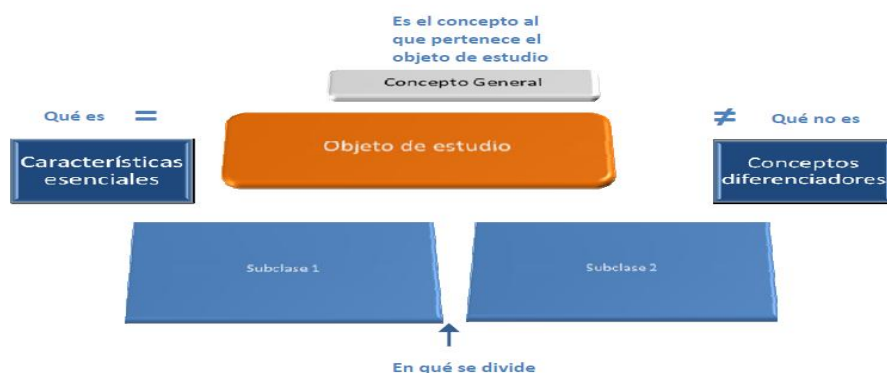 Es el concepto al
que pertenece el
objeto de estudio
Concepto General
Qué es =
≠ Qué no es
Objeto de estudio
Características
esenciales
Conceptos
diferenciadores
Subclase 1
Subclase 2
En qué se divide